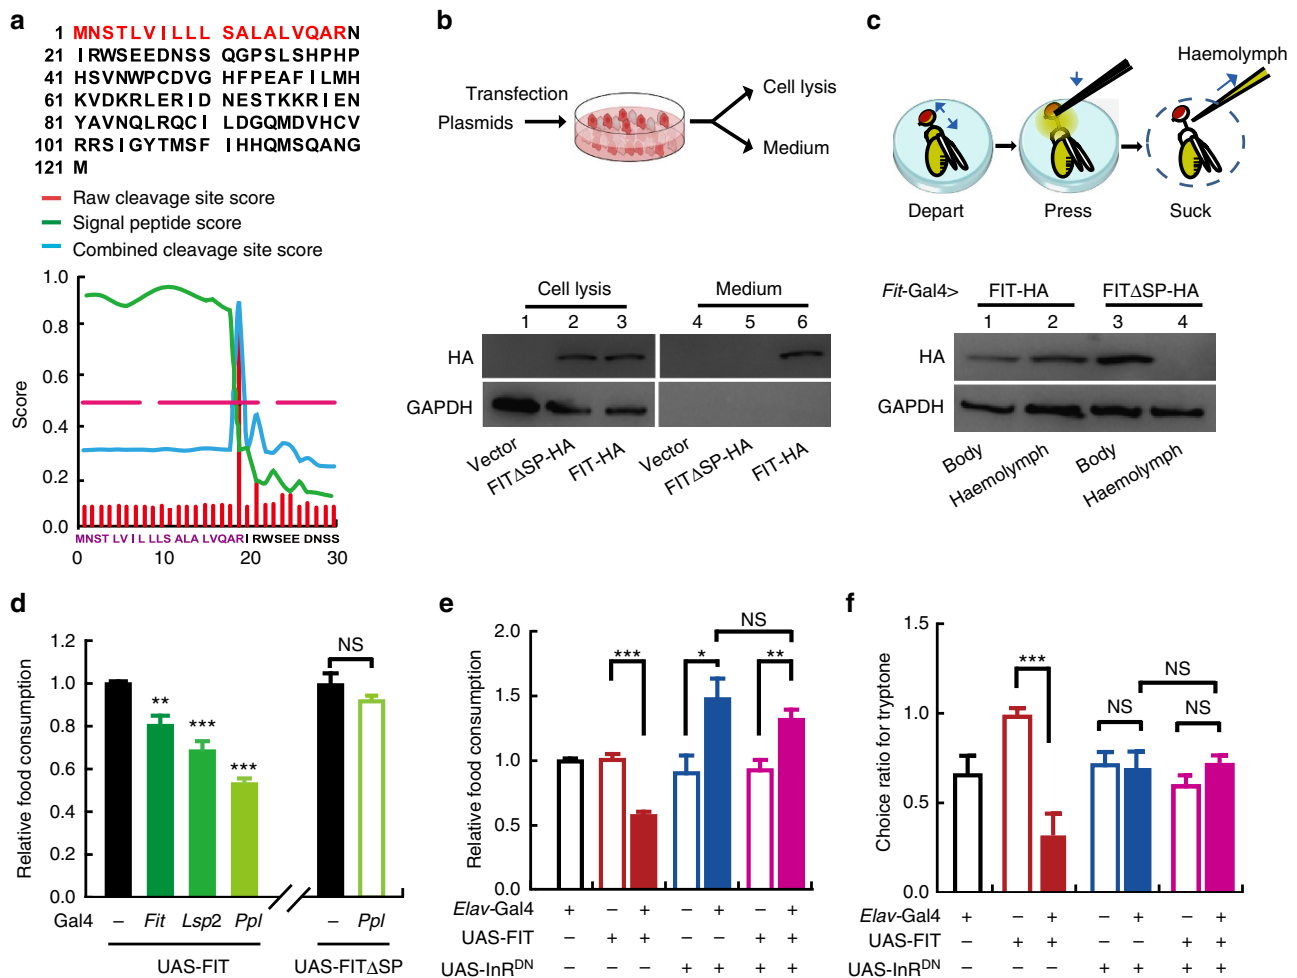 a
1 MNSTLVILLL SALALVQARN
21 IRWSEEDNSS QGPSLSHPHP
41 HSVNWPCDVG HFPEAFILMH
61 KVDKRLERID NESTKKRIEN
81 YAVNQLRQCI LDGQMDVHCV
101 RRSIGYTMSF IHHQMSQANG
121 M
Raw cleavage site score
Signal peptide score
Combined cleavage site score
Score
1.0
0.8
0.6
0.4
0.2
0.0
MNSTLVILLLSALALVQARIRWSEEDNSS
0 10 20 30
b
Transfection
Plasmids
Cell lysis
Medium
Cell lysis Medium
1 2 3 4 5 6
HA
GAPDH
Vector FITΔSP-HA FIT-HA Vector FITΔSP-HA FIT-HA
c
Haemolymph
Depart Press Suck
Fit-Gal4> FIT-HA FITΔSP-HA
1 2 3 4
HA
GAPDH
Body Haemolymph Body Haemolymph
d
Relative food consumption
1.2
1.0
0.8
0.6
0.4
0.2
0.0
** *** *** NS
Gal4 – Fit Lsp2 Ppl – Ppl
UAS-FIT UAS-FITΔSP
e
Relative food consumption
2.0
1.5
1.0
0.5
0.0
NS
*** * **
Elav-Gal4 + – + – + – +
UAS-FIT – + + – – + +
UAS-InR^DN – – – + + + +
f
Choice ratio for tryptone
1.5
1.0
0.5
0.0
*** NS
NS NS
Elav-Gal4 + – + – + – +
UAS-FIT – + + – – + +
UAS-InR^DN – – – + + + +